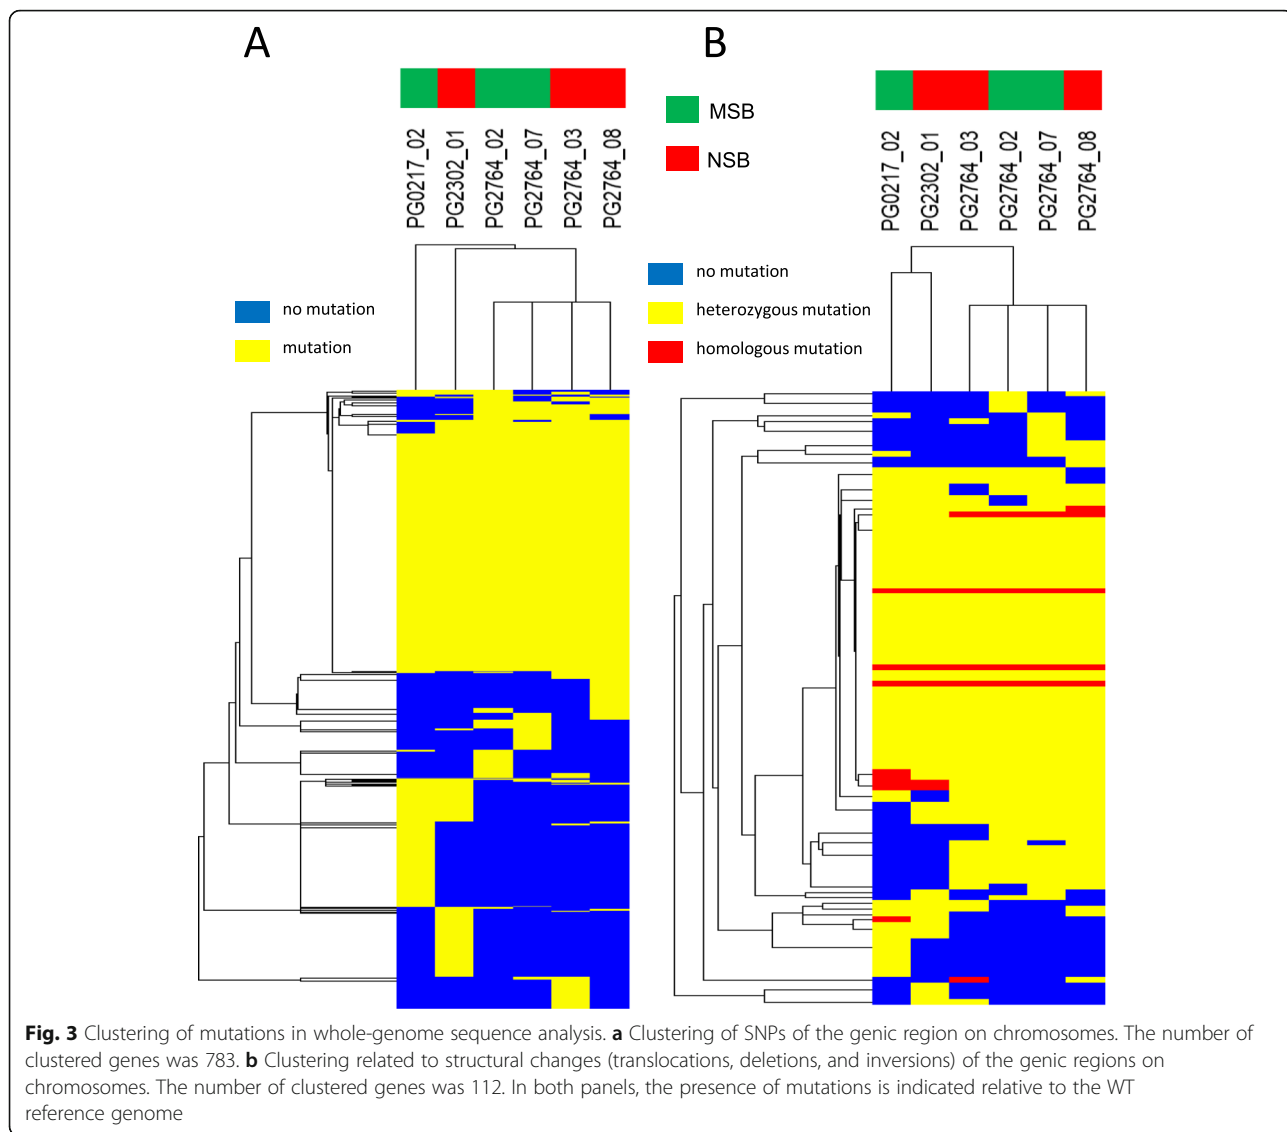 A
B
MSB
NSB
PG0217_02
PG2302_01
PG2764_02
PG2764_07
PG2764_03
PG2764_08
PG0217_02
PG2302_01
PG2764_03
PG2764_02
PG2764_07
PG2764_08
no mutation
mutation
no mutation
heterozygous mutation
homologous mutation
Fig. 3 Clustering of mutations in whole-genome sequence analysis. a Clustering of SNPs of the genic region on chromosomes. The number of
clustered genes was 783. b Clustering related to structural changes (translocations, deletions, and inversions) of the genic regions on
chromosomes. The number of clustered genes was 112. In both panels, the presence of mutations is indicated relative to the WT
reference genome